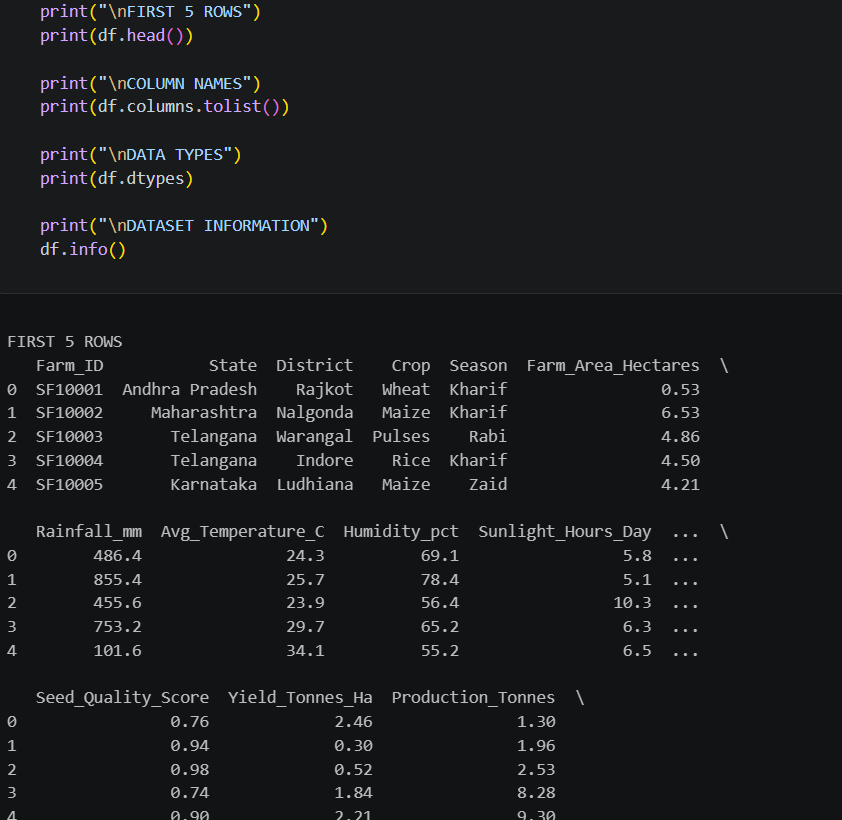 print("\nFIRST 5 ROWS")
print(df.head())
print("\nCOLUMN NAMES")
print(df.columns.tolist())
print("\nDATA TYPES")
print(df.dtypes)
print("\nDATASET INFORMATION")
df.info()
FIRST 5 ROWS
   Farm_ID           State  District    Crop  Season  Farm_Area_Hectares  \
0  SF10001  Andhra Pradesh    Rajkot   Wheat  Kharif                0.53
1  SF10002     Maharashtra  Nalgonda   Maize  Kharif                6.53
2  SF10003       Telangana  Warangal  Pulses    Rabi                4.86
3  SF10004       Telangana    Indore    Rice  Kharif                4.50
4  SF10005       Karnataka  Ludhiana   Maize    Zaid                4.21
   Rainfall_mm  Avg_Temperature_C  Humidity_pct  Sunlight_Hours_Day  ...  \
0        486.4               24.3          69.1                 5.8  ...
1        855.4               25.7          78.4                 5.1  ...
2        455.6               23.9          56.4                10.3  ...
3        753.2               29.7          65.2                 6.3  ...
4        101.6               34.1          55.2                 6.5  ...
   Seed_Quality_Score  Yield_Tonnes_Ha  Production_Tonnes  \
0                0.76             2.46               1.30
1                0.94             0.30               1.96
2                0.98             0.52               2.53
3                0.74             1.84               8.28
4                0.90             2.21               9.30